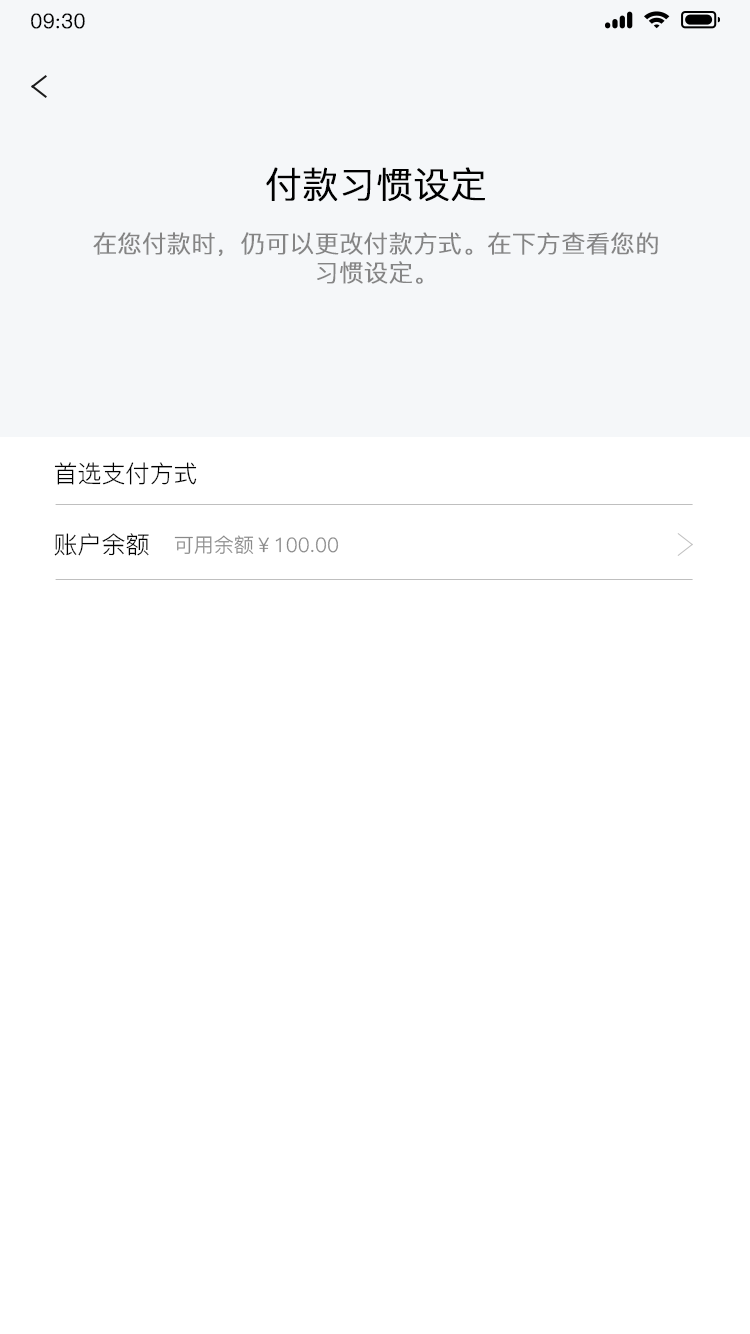 09:30
付款习惯设定
在您付款时，仍可以更改付款方式。在下方查看您的
习惯设定。
首选支付方式
账户余额 可用余额￥100.00